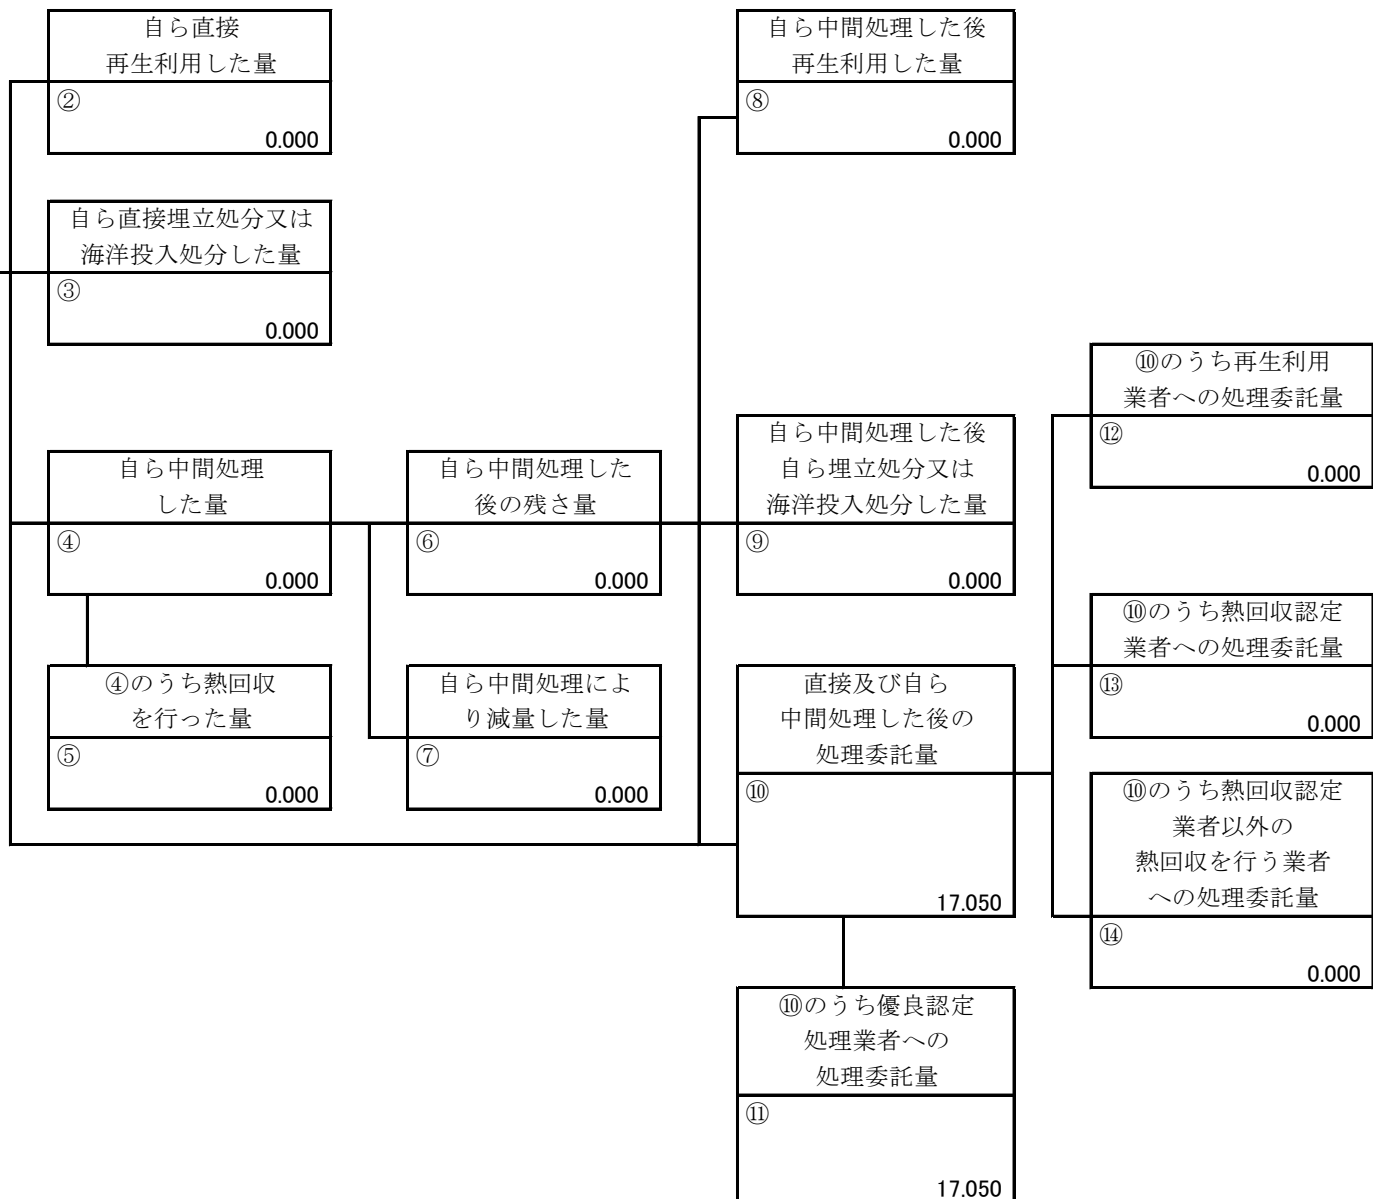 自ら直接
再生利用した量
②
0.000
自ら中間処理した後
再生利用した量
⑧
0.000
自ら直接埋立処分又は
海洋投入処分した量
③
0.000
⑩のうち再生利用
業者への処理委託量
⑫
0.000
自ら中間処理
した量
④
0.000
自ら中間処理した
後の残さ量
⑥
0.000
自ら中間処理した後
自ら埋立処分又は
海洋投入処分した量
⑨
0.000
⑩のうち熱回収認定
業者への処理委託量
⑬
0.000
④のうち熱回収
を行った量
⑤
0.000
自ら中間処理によ
り減量した量
⑦
0.000
直接及び自ら
中間処理した後の
処理委託量
⑩
17.050
⑩のうち熱回収認定
業者以外の
熱回収を行う業者
への処理委託量
⑭
0.000
⑩のうち優良認定
処理業者への
処理委託量
⑪
17.050